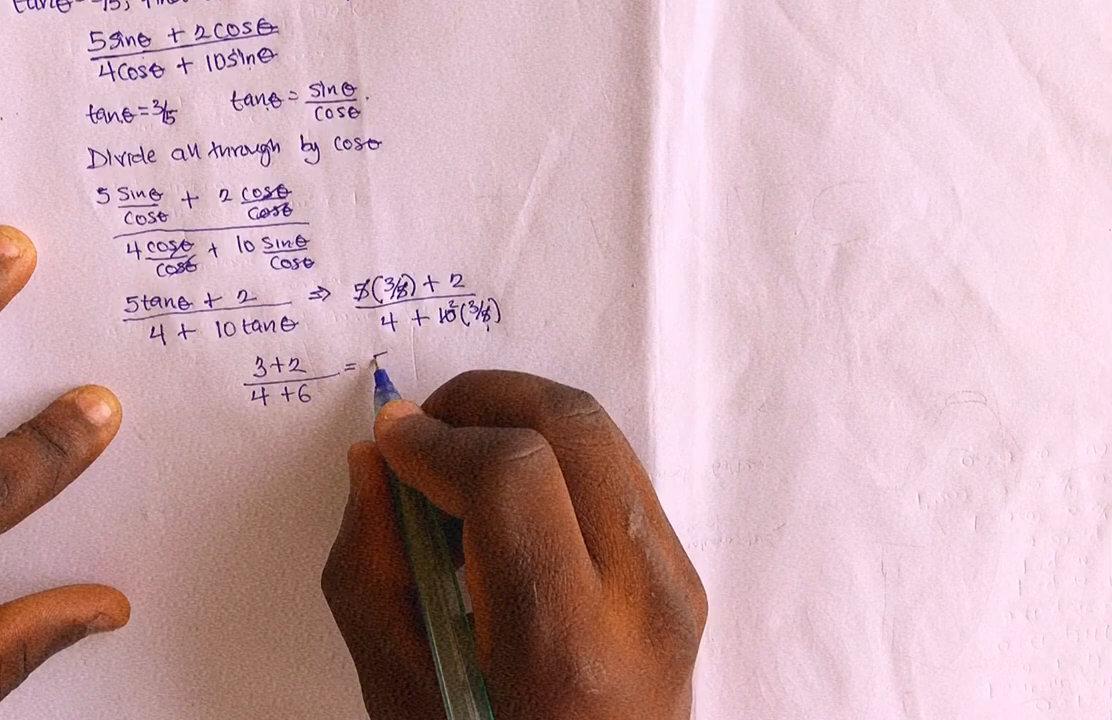 5sinθ + 2cosθ
4cosθ + 10sinθ
tanθ = 3/5 tanθ = sinθ
cosθ
Divide all through by cosθ
5 sinθ + 2 cosθ
cosθ cosθ
4 cosθ + 10 sinθ
cosθ cosθ
5tanθ + 2 ⇒ 5(3/5) + 2
4 + 10tanθ 4 + 10²(3/5)
3+2 =
4+6